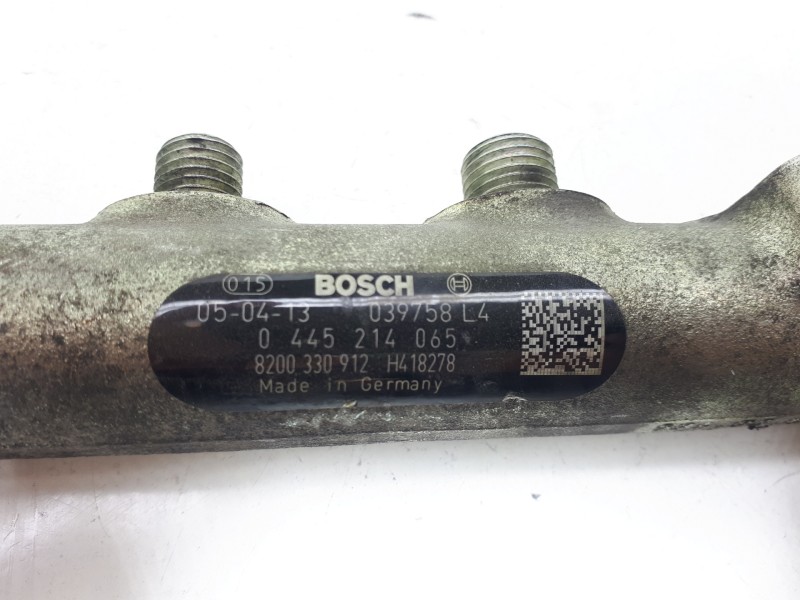 015 BOSCH
05-04-13 039758 L4
0 445 214 065
8200 330 912 H418278
Made in Germany